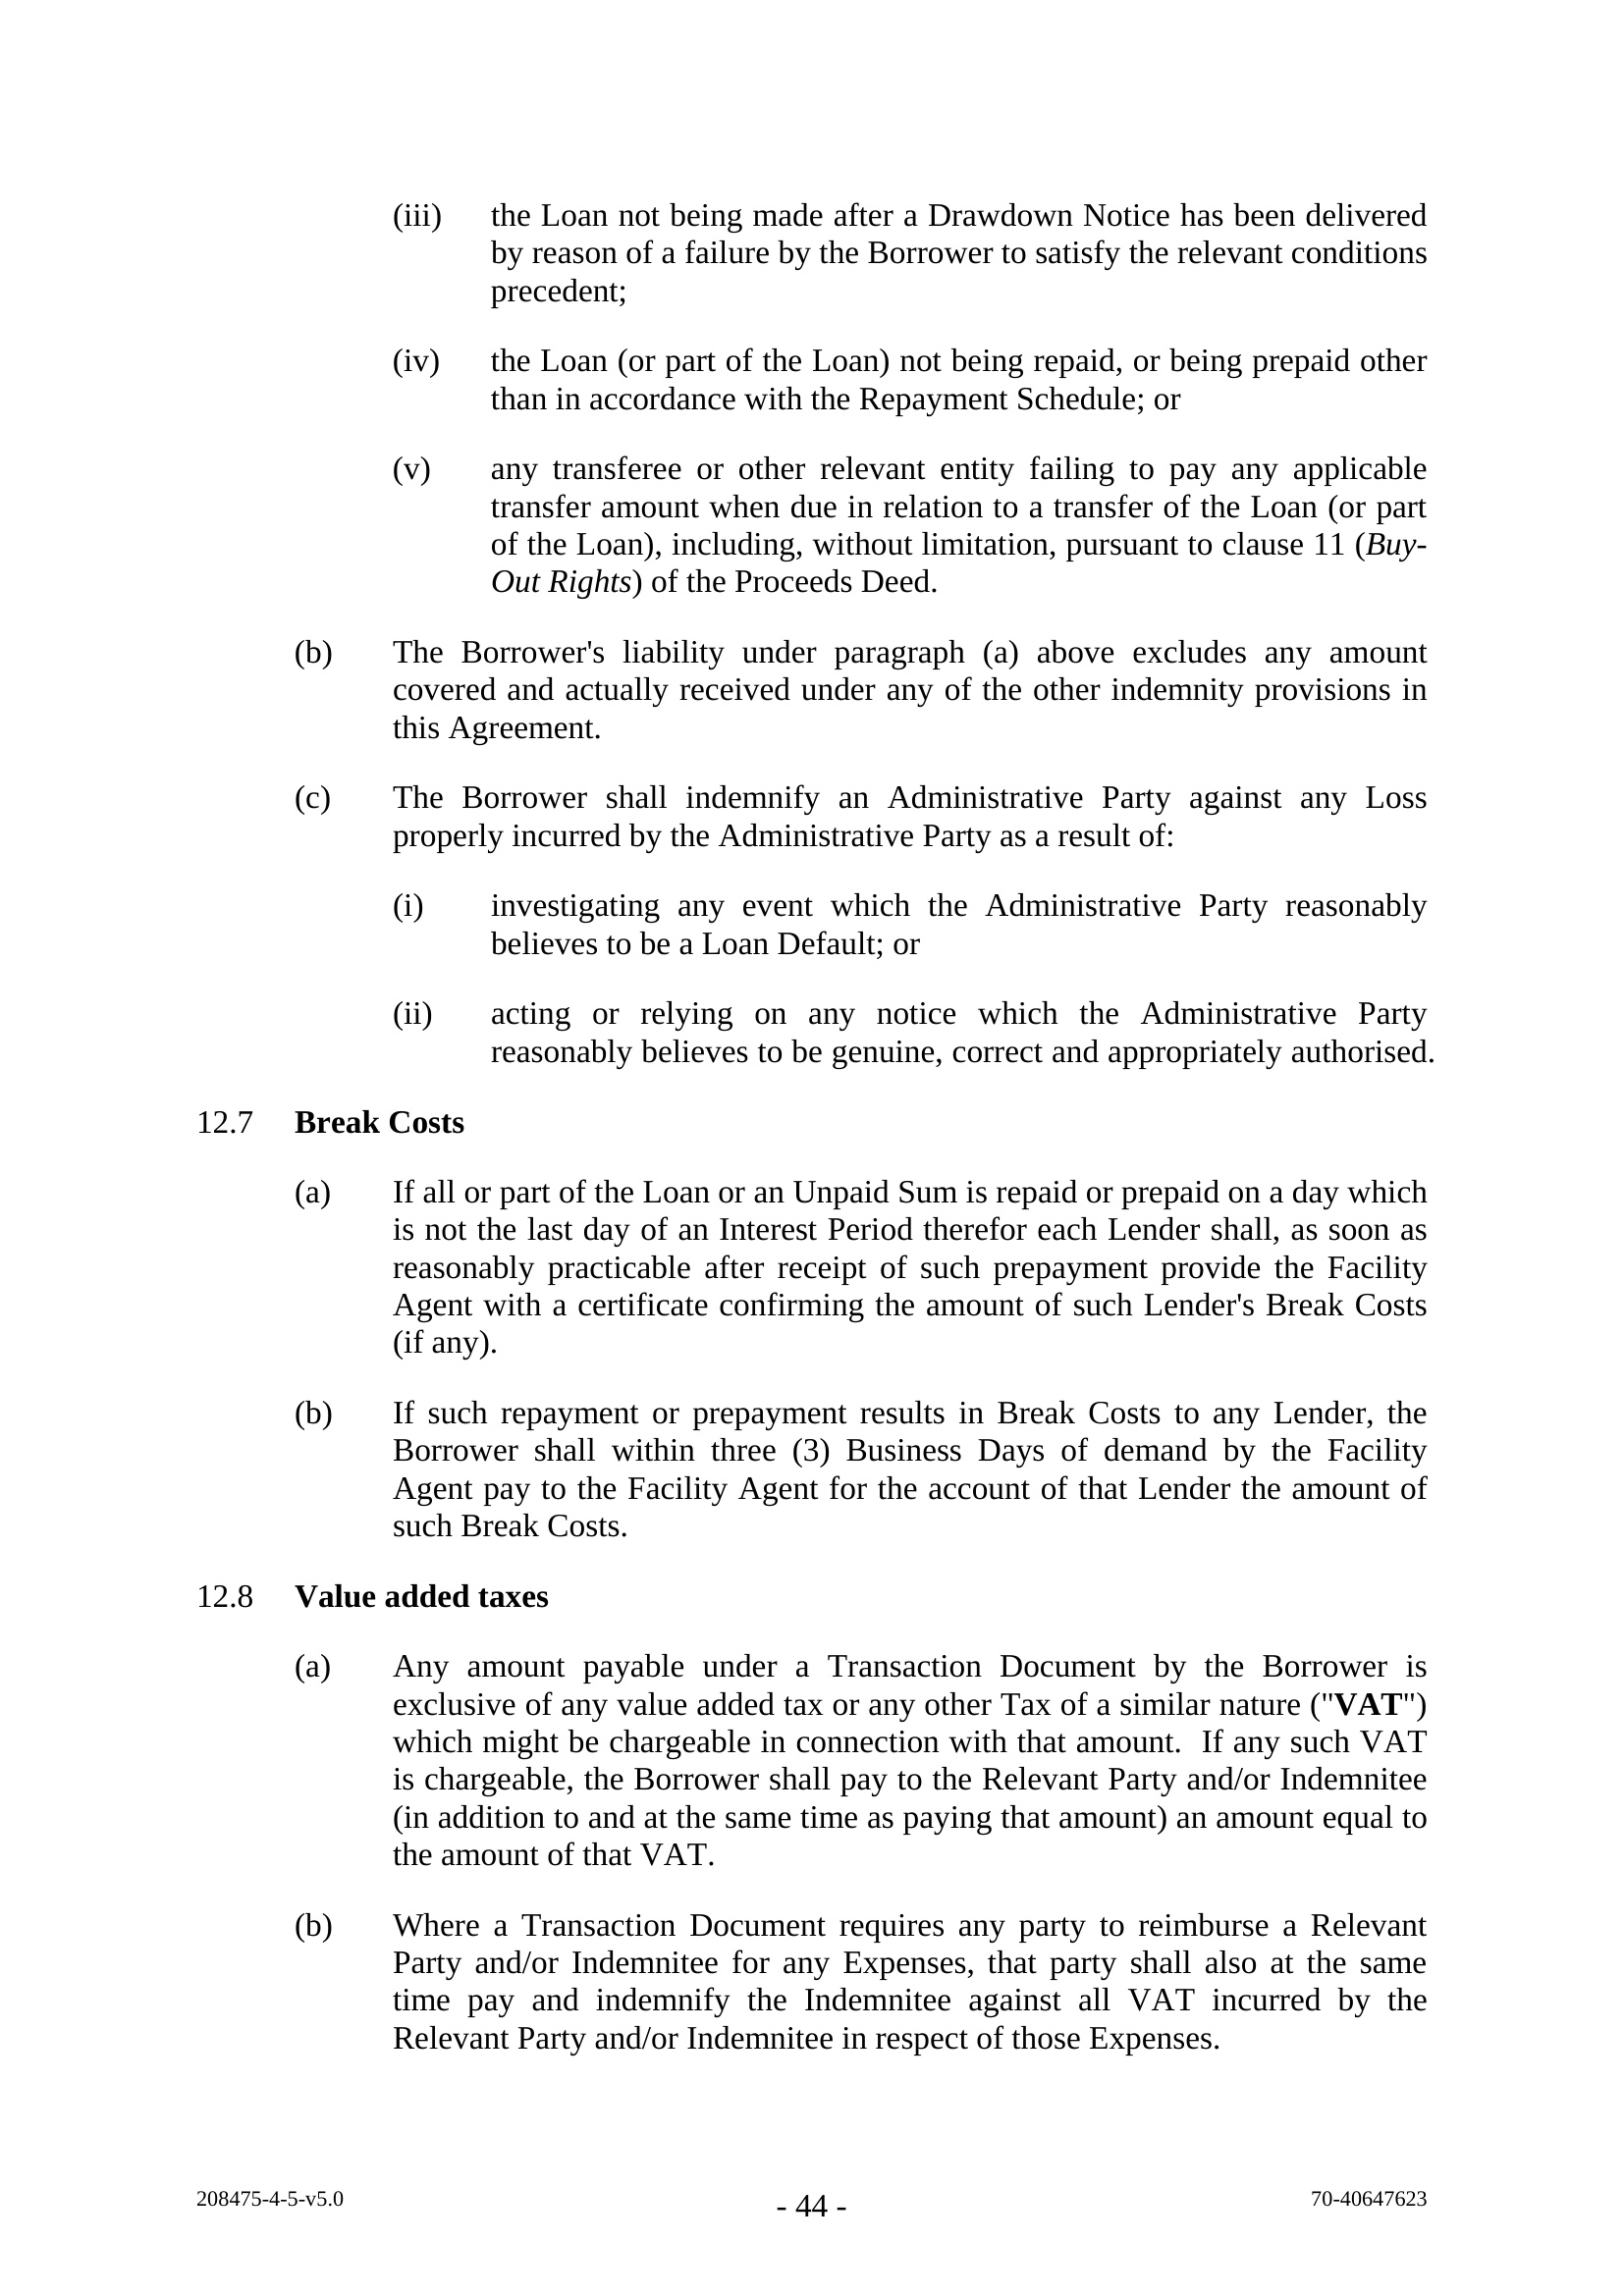 (iii) the Loan not being made after a Drawdown Notice has been delivered
by reason of a failure by the Borrower to satisfy the relevant conditions
precedent;
(iv) the Loan (or part of the Loan) not being repaid, or being prepaid other
than in accordance with the Repayment Schedule; or
(v) any transferee or other relevant entity failing to pay any applicable
transfer amount when due in relation to a transfer of the Loan (or part
of the Loan), including, without limitation, pursuant to clause 11 (Buy-
Out Rights) of the Proceeds Deed.
(b) The Borrower's liability under paragraph (a) above excludes any amount
covered and actually received under any of the other indemnity provisions in
this Agreement.
(c) The Borrower shall indemnify an Administrative Party against any Loss
properly incurred by the Administrative Party as a result of:
(i) investigating any event which the Administrative Party reasonably
believes to be a Loan Default; or
(ii) acting or relying on any notice which the Administrative Party
reasonably believes to be genuine, correct and appropriately authorised.
12.7 Break Costs
(a) If all or part of the Loan or an Unpaid Sum is repaid or prepaid on a day which
is not the last day of an Interest Period therefor each Lender shall, as soon as
reasonably practicable after receipt of such prepayment provide the Facility
Agent with a certificate confirming the amount of such Lender's Break Costs
(if any).
(b) If such repayment or prepayment results in Break Costs to any Lender, the
Borrower shall within three (3) Business Days of demand by the Facility
Agent pay to the Facility Agent for the account of that Lender the amount of
such Break Costs.
12.8 Value added taxes
(a) Any amount payable under a Transaction Document by the Borrower is
exclusive of any value added tax or any other Tax of a similar nature ("VAT")
which might be chargeable in connection with that amount.  If any such VAT
is chargeable, the Borrower shall pay to the Relevant Party and/or Indemnitee
(in addition to and at the same time as paying that amount) an amount equal to
the amount of that VAT.
(b) Where a Transaction Document requires any party to reimburse a Relevant
Party and/or Indemnitee for any Expenses, that party shall also at the same
time pay and indemnify the Indemnitee against all VAT incurred by the
Relevant Party and/or Indemnitee in respect of those Expenses.
208475-4-5-v5.0 - 44 - 70-40647623